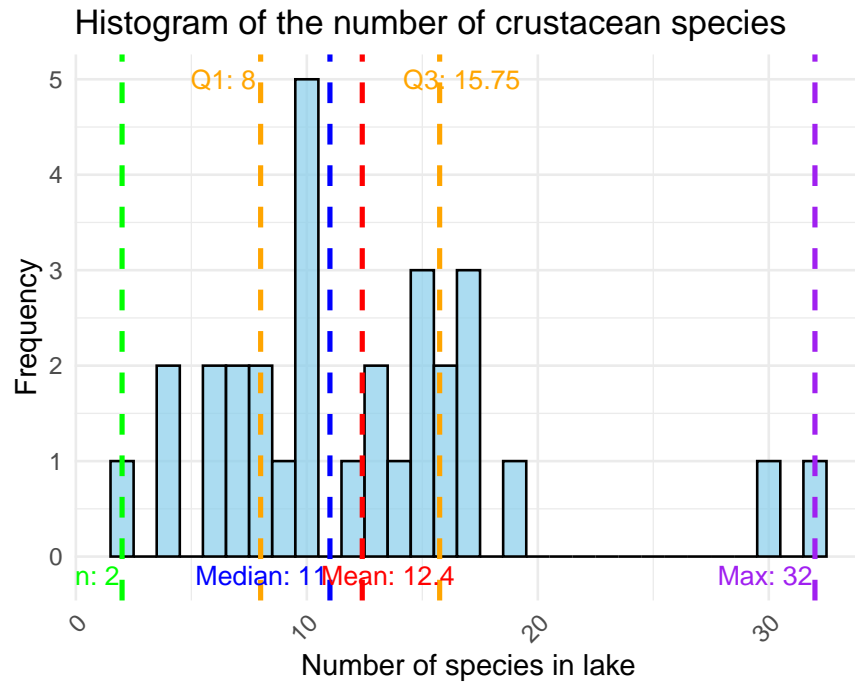 Histogram of the number of crustacean species
Q1: 8
Q3: 15.75
5
4
3
2
1
0
Frequency
n: 2
Median: 11
Mean: 12.4
Max: 32
0
10
20
30
Number of species in lake